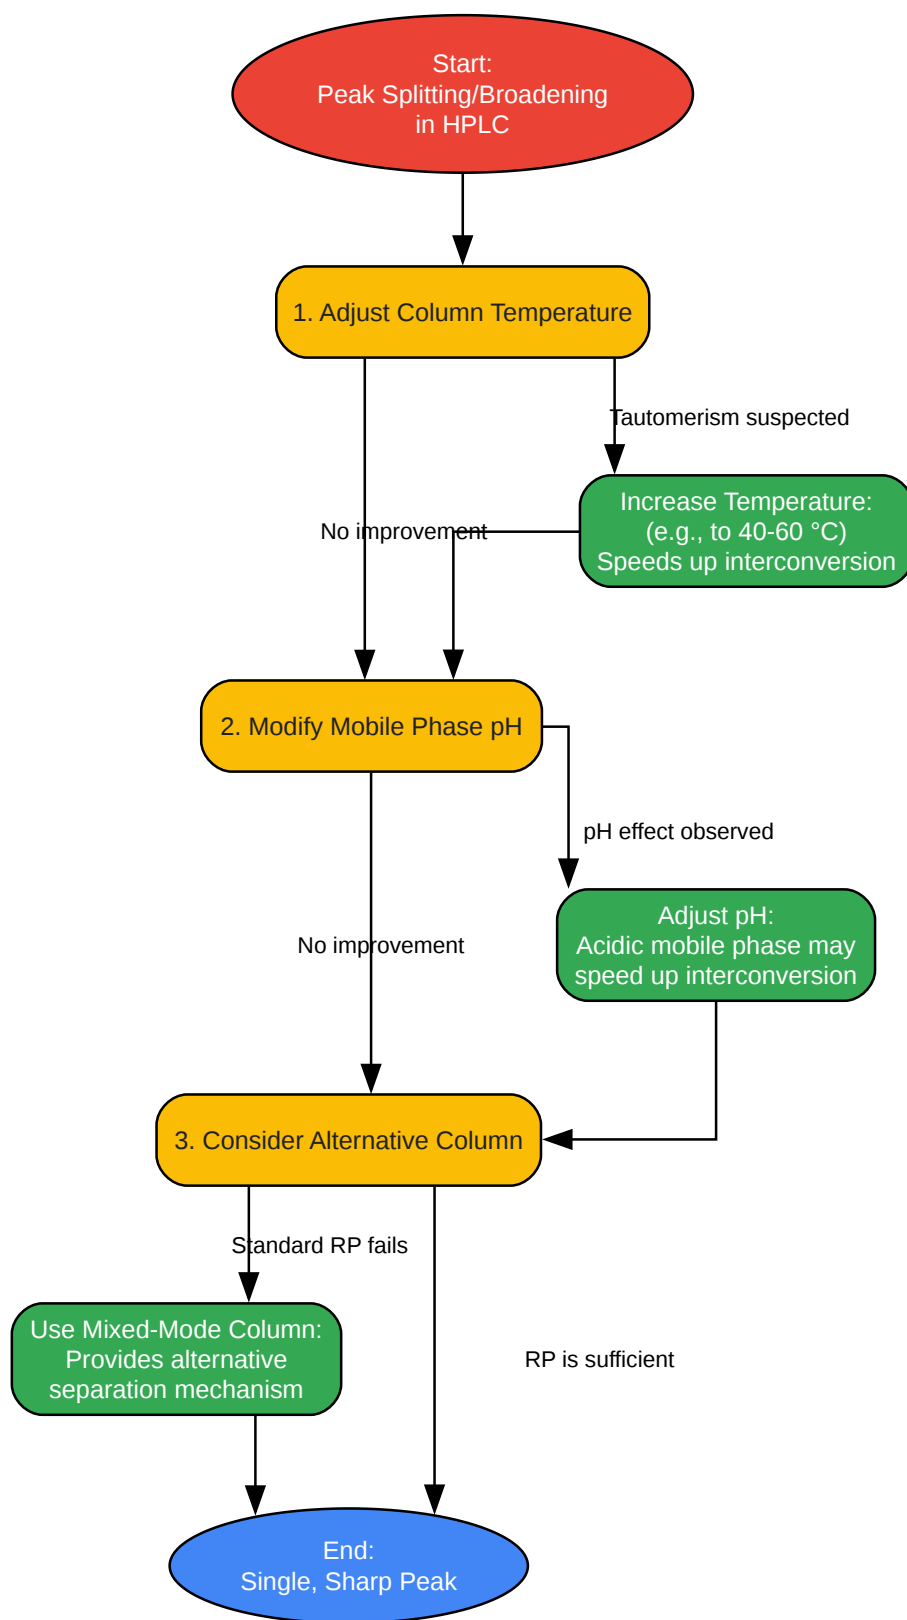 Start:
Peak Splitting/Broadening
in HPLC
1. Adjust Column Temperature
Tautomerism suspected
Increase Temperature:
(e.g., to 40-60 °C)
Speeds up interconversion
No improvement
2. Modify Mobile Phase pH
pH effect observed
Adjust pH:
Acidic mobile phase may
speed up interconversion
No improvement
3. Consider Alternative Column
Standard RP fails
Use Mixed-Mode Column:
Provides alternative
separation mechanism
RP is sufficient
End:
Single, Sharp Peak